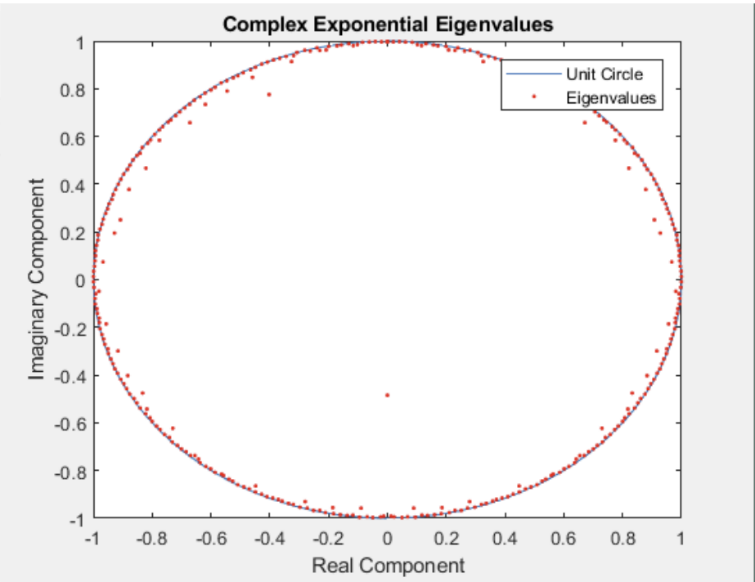 Complex Exponential Eigenvalues
Unit Circle
Eigenvalues
Imaginary Component
1
0.8
0.6
0.4
0.2
0
-0.2
-0.4
-0.6
-0.8
-1
-1 -0.8 -0.6 -0.4 -0.2 0 0.2 0.4 0.6 0.8 1
Real Component